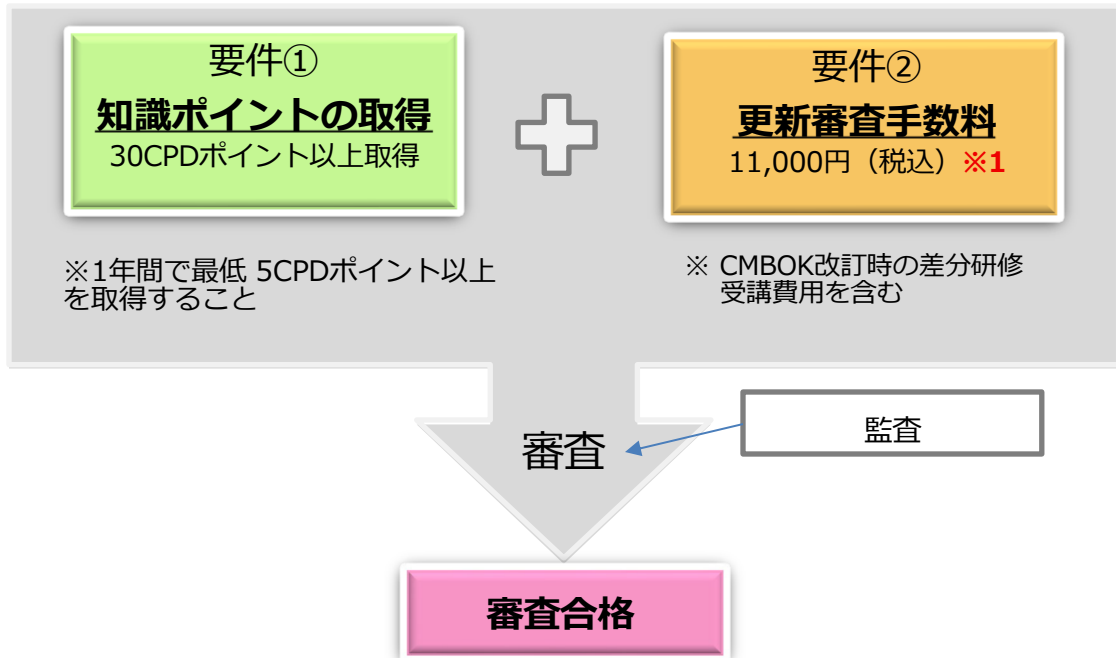 要件①
知識ポイントの取得
30CPDポイント以上取得
※1年間で最低 5CPDポイント以上
を取得すること
要件②
更新審査手数料
11,000円（税込）※1
※ CMBOK改訂時の差分研修
受講費用を含む
審査
監査
審査合格